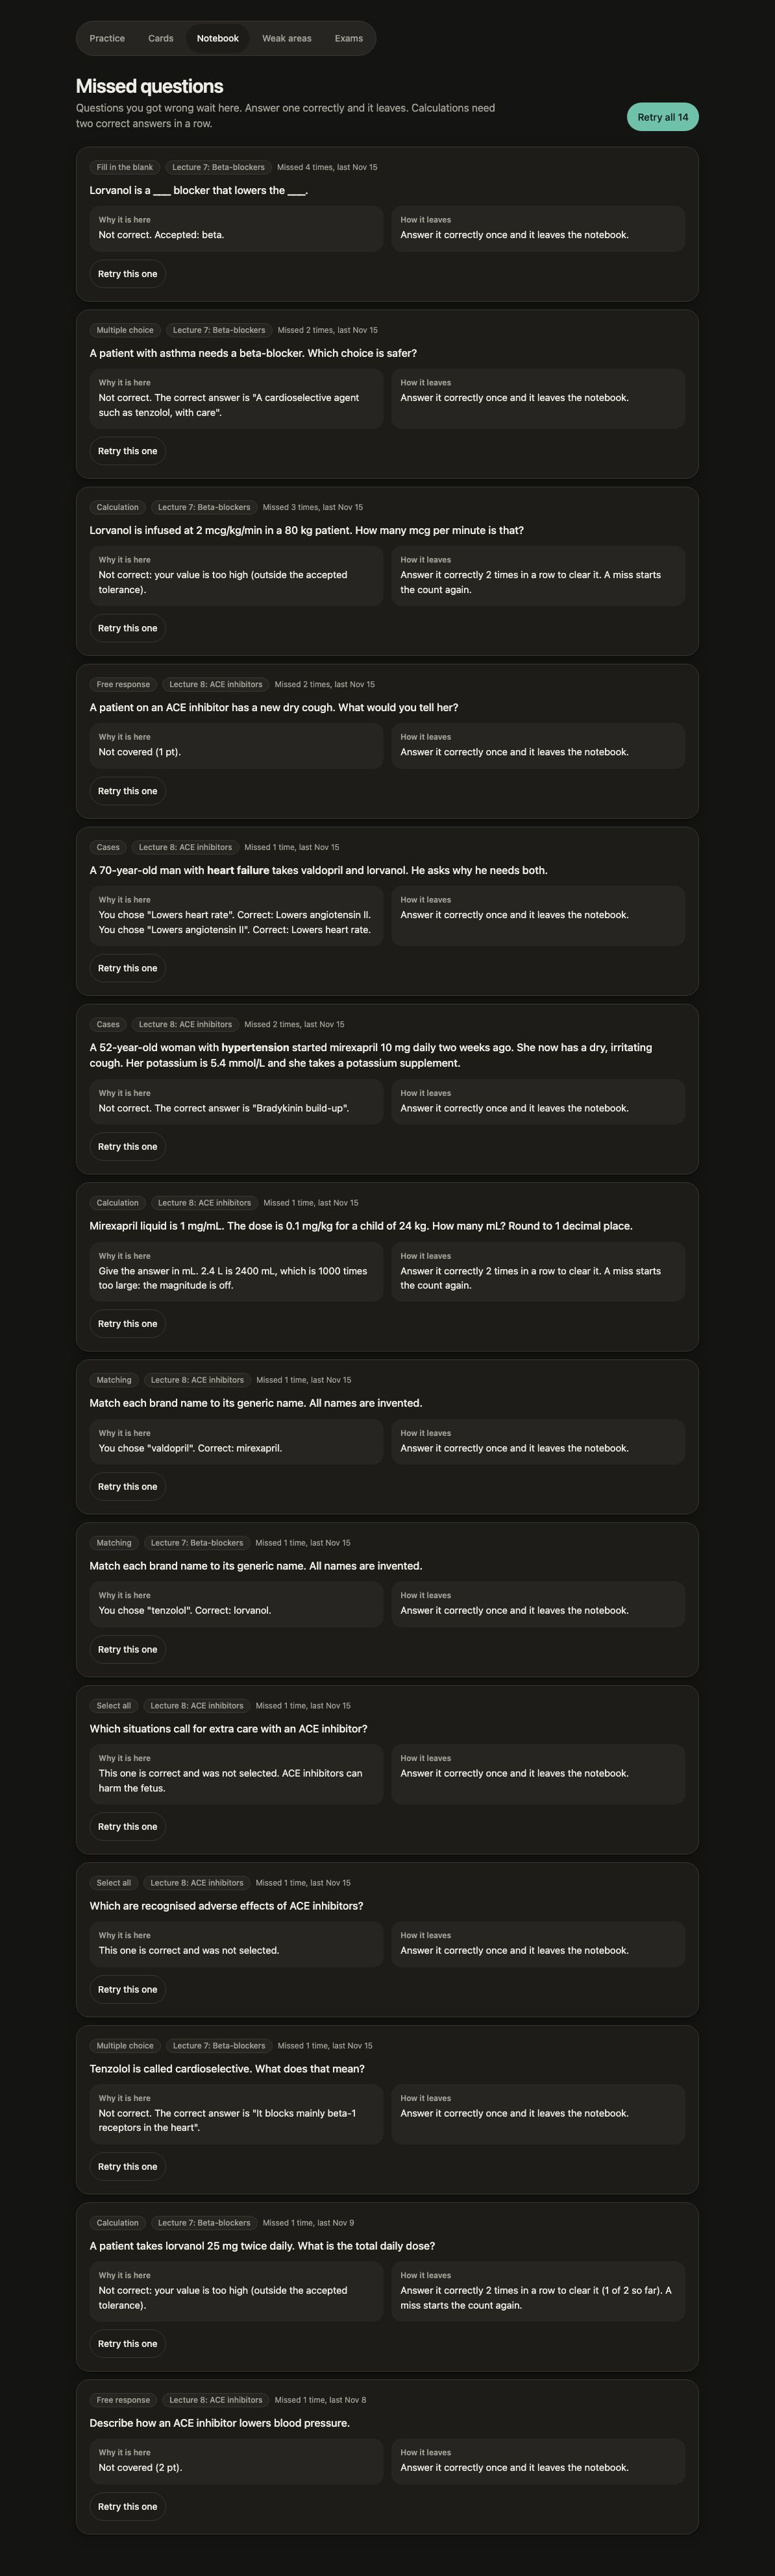 Practice Cards Notebook Weak areas Exams
Missed questions
Questions you got wrong wait here. Answer one correctly and it leaves. Calculations need
two correct answers in a row.
Retry all 14
Fill in the blank Lecture 7: Beta-blockers Missed 4 times, last Nov 15
Lorvanol is a ___ blocker that lowers the ___.
Why it is here
Not correct. Accepted: beta.
How it leaves
Answer it correctly once and it leaves the notebook.
Retry this one
Multiple choice Lecture 7: Beta-blockers Missed 2 times, last Nov 15
A patient with asthma needs a beta-blocker. Which choice is safer?
Why it is here
Not correct. The correct answer is "A cardioselective agent
such as tenzolol, with care".
How it leaves
Answer it correctly once and it leaves the notebook.
Retry this one
Calculation Lecture 7: Beta-blockers Missed 3 times, last Nov 15
Lorvanol is infused at 2 mcg/kg/min in a 80 kg patient. How many mcg per minute is that?
Why it is here
Not correct: your value is too high (outside the accepted
tolerance).
How it leaves
Answer it correctly 2 times in a row to clear it. A miss starts
the count again.
Retry this one
Free response Lecture 8: ACE inhibitors Missed 2 times, last Nov 15
A patient on an ACE inhibitor has a new dry cough. What would you tell her?
Why it is here
Not covered (1 pt).
How it leaves
Answer it correctly once and it leaves the notebook.
Retry this one
Cases Lecture 8: ACE inhibitors Missed 1 time, last Nov 15
A 70-year-old man with heart failure takes valdopril and lorvanol. He asks why he needs both.
Why it is here
You chose "Lowers heart rate". Correct: Lowers angiotensin II.
You chose "Lowers angiotensin II". Correct: Lowers heart rate.
How it leaves
Answer it correctly once and it leaves the notebook.
Retry this one
Cases Lecture 8: ACE inhibitors Missed 2 times, last Nov 15
A 52-year-old woman with hypertension started mirexapril 10 mg daily two weeks ago. She now has a dry, irritating
cough. Her potassium is 5.4 mmol/L and she takes a potassium supplement.
Why it is here
Not correct. The correct answer is "Bradykinin build-up".
How it leaves
Answer it correctly once and it leaves the notebook.
Retry this one
Calculation Lecture 8: ACE inhibitors Missed 1 time, last Nov 15
Mirexapril liquid is 1 mg/mL. The dose is 0.1 mg/kg for a child of 24 kg. How many mL? Round to 1 decimal place.
Why it is here
Give the answer in mL. 2.4 L is 2400 mL, which is 1000 times
too large: the magnitude is off.
How it leaves
Answer it correctly 2 times in a row to clear it. A miss starts
the count again.
Retry this one
Matching Lecture 8: ACE inhibitors Missed 1 time, last Nov 15
Match each brand name to its generic name. All names are invented.
Why it is here
You chose "valdopril". Correct: mirexapril.
How it leaves
Answer it correctly once and it leaves the notebook.
Retry this one
Matching Lecture 7: Beta-blockers Missed 1 time, last Nov 15
Match each brand name to its generic name. All names are invented.
Why it is here
You chose "tenzolol". Correct: lorvanol.
How it leaves
Answer it correctly once and it leaves the notebook.
Retry this one
Select all Lecture 8: ACE inhibitors Missed 1 time, last Nov 15
Which situations call for extra care with an ACE inhibitor?
Why it is here
This one is correct and was not selected. ACE inhibitors can
harm the fetus.
How it leaves
Answer it correctly once and it leaves the notebook.
Retry this one
Select all Lecture 8: ACE inhibitors Missed 1 time, last Nov 15
Which are recognised adverse effects of ACE inhibitors?
Why it is here
This one is correct and was not selected.
How it leaves
Answer it correctly once and it leaves the notebook.
Retry this one
Multiple choice Lecture 7: Beta-blockers Missed 1 time, last Nov 15
Tenzolol is called cardioselective. What does that mean?
Why it is here
Not correct. The correct answer is "It blocks mainly beta-1
receptors in the heart".
How it leaves
Answer it correctly once and it leaves the notebook.
Retry this one
Calculation Lecture 7: Beta-blockers Missed 1 time, last Nov 9
A patient takes lorvanol 25 mg twice daily. What is the total daily dose?
Why it is here
Not correct: your value is too high (outside the accepted
tolerance).
How it leaves
Answer it correctly 2 times in a row to clear it (1 of 2 so far). A
miss starts the count again.
Retry this one
Free response Lecture 8: ACE inhibitors Missed 1 time, last Nov 8
Describe how an ACE inhibitor lowers blood pressure.
Why it is here
Not covered (2 pt).
How it leaves
Answer it correctly once and it leaves the notebook.
Retry this one